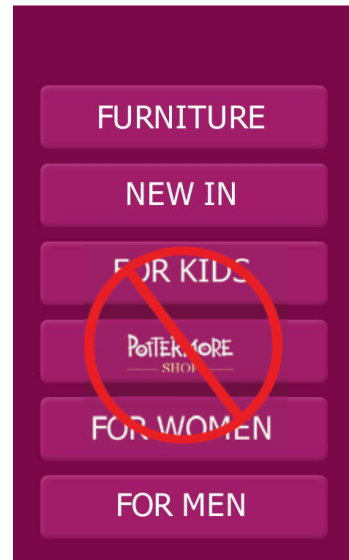 FURNITURE
NEW IN
FOR KIDS
POTTERMORE
SHOP
FOR WOMEN
FOR MEN